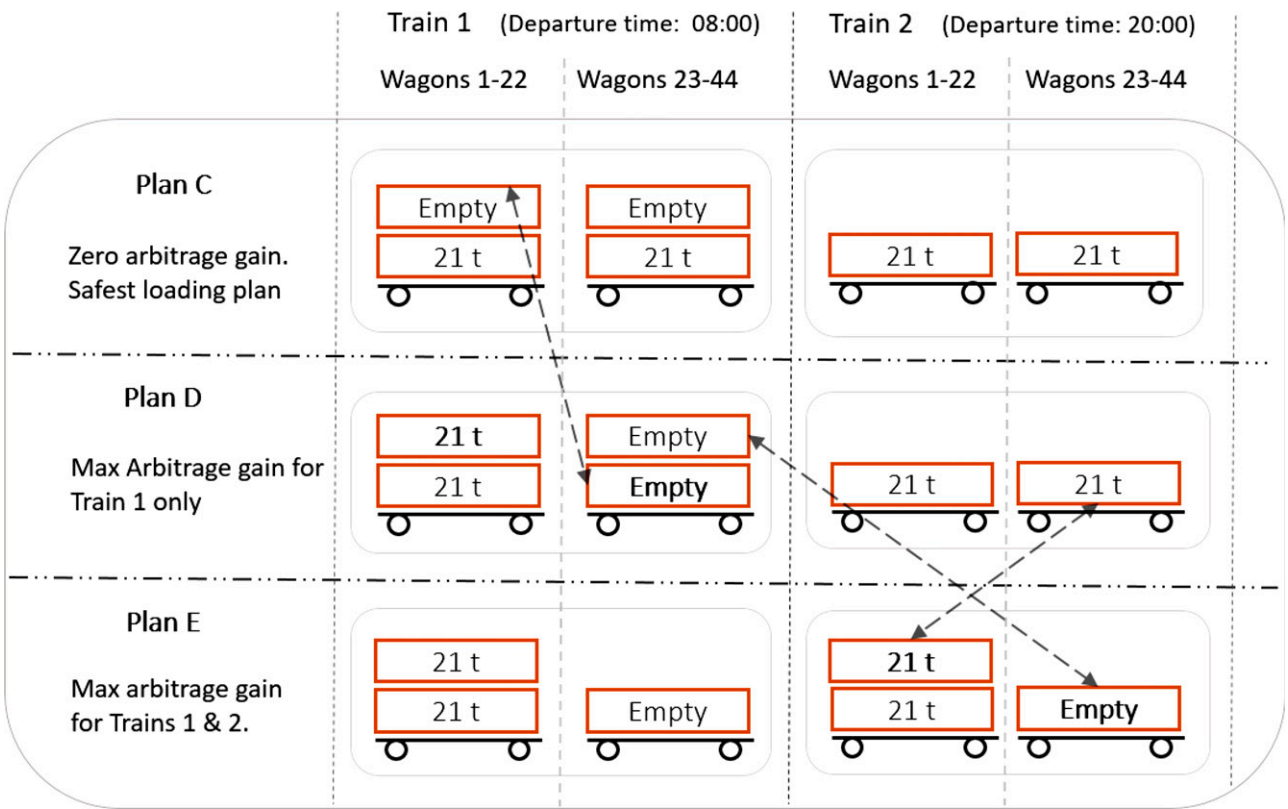 Train 1 (Departure time: 08:00) Train 2 (Departure time: 20:00)
Wagons 1-22 Wagons 23-44 Wagons 1-22 Wagons 23-44
Plan C
Zero arbitrage gain.
Safest loading plan
Empty Empty
21 t 21 t 21 t 21 t
Plan D
Max Arbitrage gain for
Train 1 only
21 t Empty
21 t Empty 21 t 21 t
Plan E
Max arbitrage gain
for Trains 1 & 2.
21 t 21 t
21 t Empty 21 t Empty